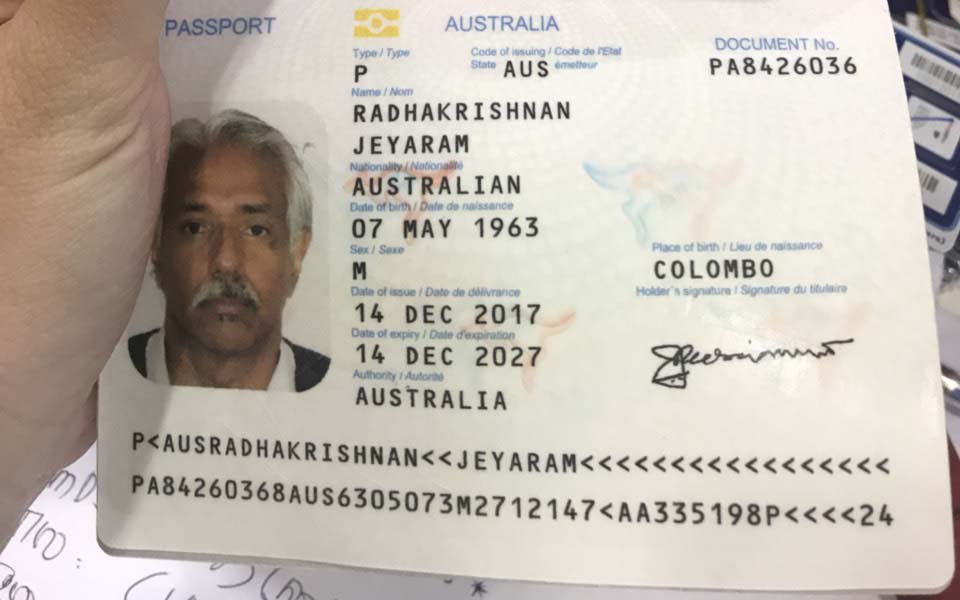 PASSPORT
AUSTRALIA
Type / Type
Code of issuing / Code de l'Etat
State AUS émetteur
DOCUMENT No.
P
PA8426036
Name / Nom
RADHAKRISHNAN
JEYARAM
Nationality / Nationalité
AUSTRALIAN
Date of birth / Date de naissance
07 MAY 1963
Sex / Sexe
Place of birth / Lieu de naissance
M
COLOMBO
Date of issue / Date de délivrance
Holder's signature / Signature du titulaire
14 DEC 2017
Date of expiry / Date d'expiration
14 DEC 2027
Authority / Autorité
AUSTRALIA
P<AUSRADHAKRISHNAN<<JEYARAM<<<<<<<<<<<<<<<<<
PA84260368AUS6305073M2712147<AA335198P<<<<24